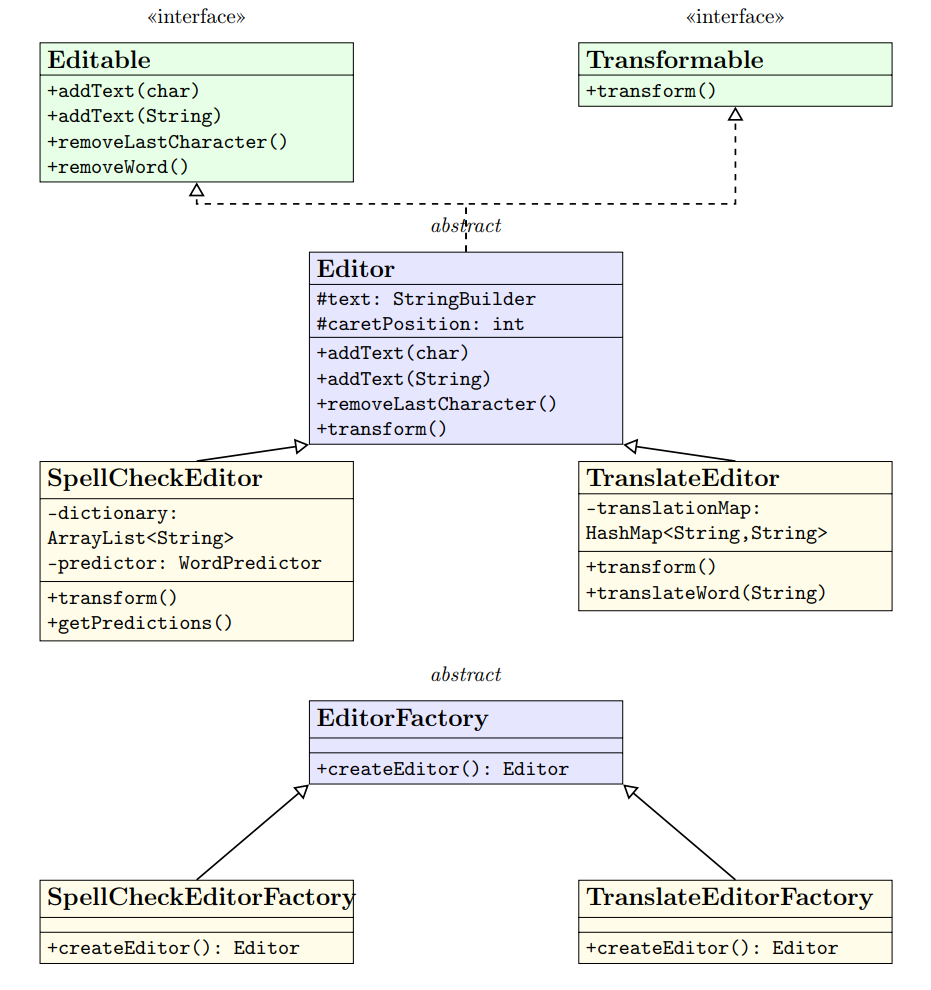 «interface»
Editable
+addText(char)
+addText(String)
+removeLastCharacter()
+removeWord()
«interface»
Transformable
+transform()
abstract
Editor
#text: StringBuilder
#caretPosition: int
+addText(char)
+addText(String)
+removeLastCharacter()
+transform()
SpellCheckEditor
-dictionary:
ArrayList<String>
-predictor: WordPredictor
+transform()
+getPredictions()
TranslateEditor
-translationMap:
HashMap<String,String>
+transform()
+translateWord(String)
abstract
EditorFactory
+createEditor(): Editor
SpellCheckEditorFactory
+createEditor(): Editor
TranslateEditorFactory
+createEditor(): Editor